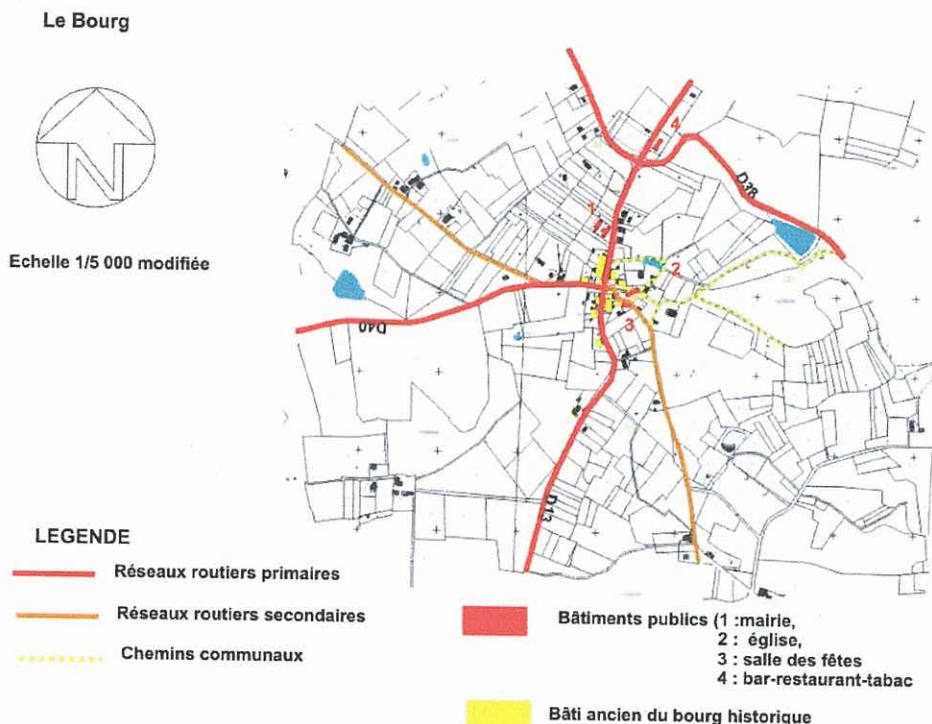 Le Bourg
N
Echelle 1/5 000 modifiée
4
D38
1
2
3
D40
D13
LEGENDE
Réseaux routiers primaires
Réseaux routiers secondaires
Chemins communaux
Bâtiments publics (1 :mairie,
2 : église,
3 : salle des fêtes
4 : bar-restaurant-tabac
Bâti ancien du bourg historique